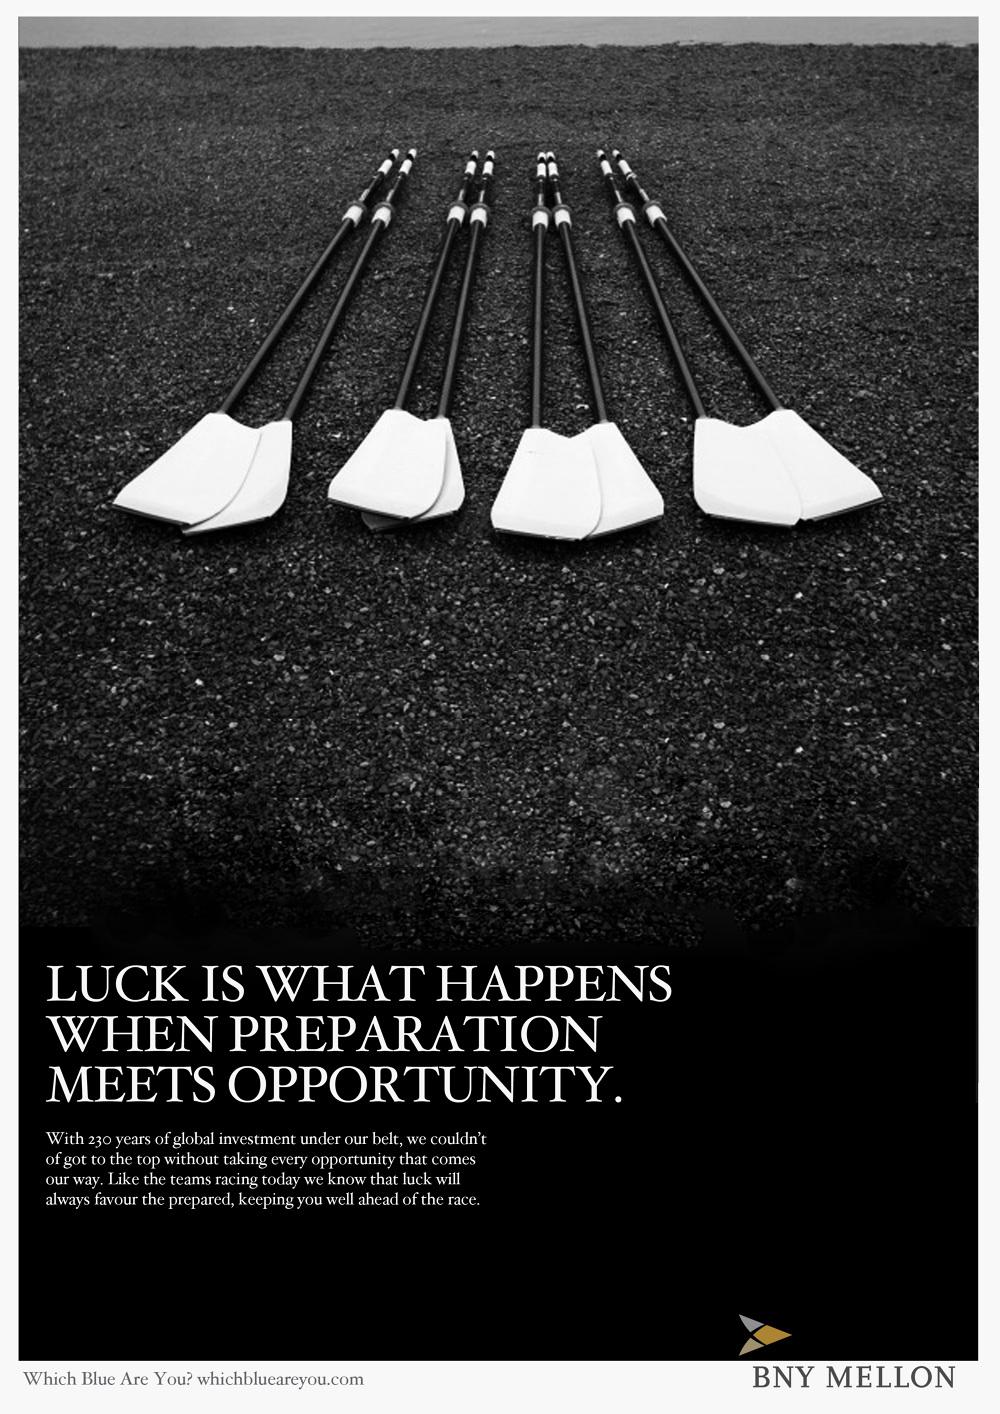 LUCK IS WHAT HAPPENS
WHEN PREPARATION
MEETS OPPORTUNITY.
With 230 years of global investment under our belt, we couldn't
of got to the top without taking every opportunity that comes
our way. Like the teams racing today we know that luck will
always favour the prepared, keeping you well ahead of the race.
Which Blue Are You? whichblueareyou.com
BNY MELLON